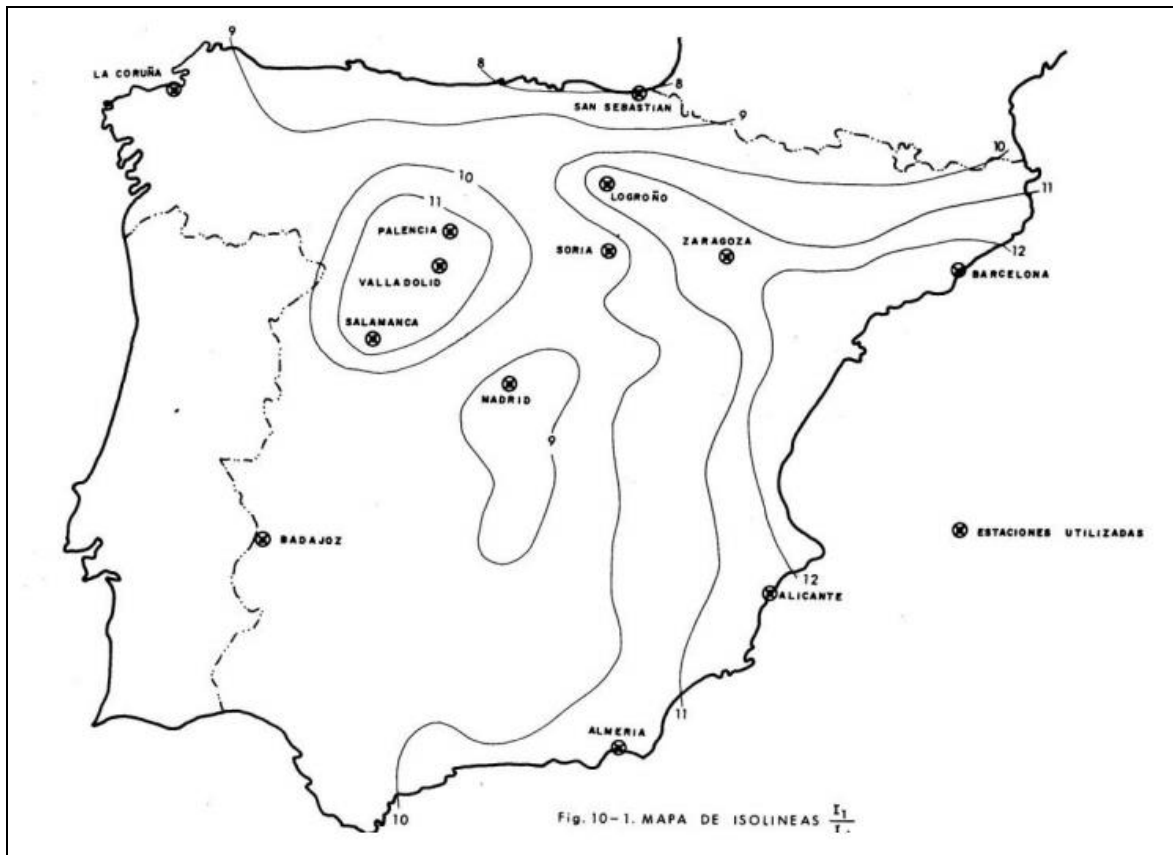 9
8
8
LA CORUÑA
SAN SEBASTIAN
9
10
10
11
LOGROÑO
11
PALENCIA
SORIA
ZARAGOZA
12
BARCELONA
VALLADOLID
SALAMANCA
MADRID
9
BADAJOZ
ESTACIONES UTILIZADAS
12
ALICANTE
11
ALMERIA
10
Fig. 10-1. MAPA DE ISOLINEAS I₁